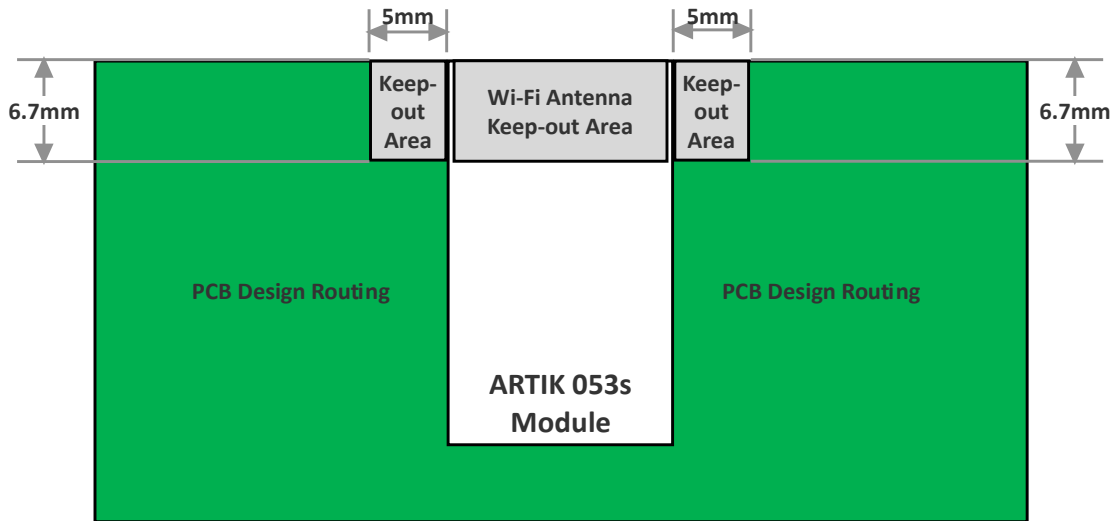 5mm
5mm
6.7mm
Keep-
out
Area
Wi-Fi Antenna
Keep-out Area
Keep-
out
Area
6.7mm
PCB Design Routing
PCB Design Routing
ARTIK 053s
Module